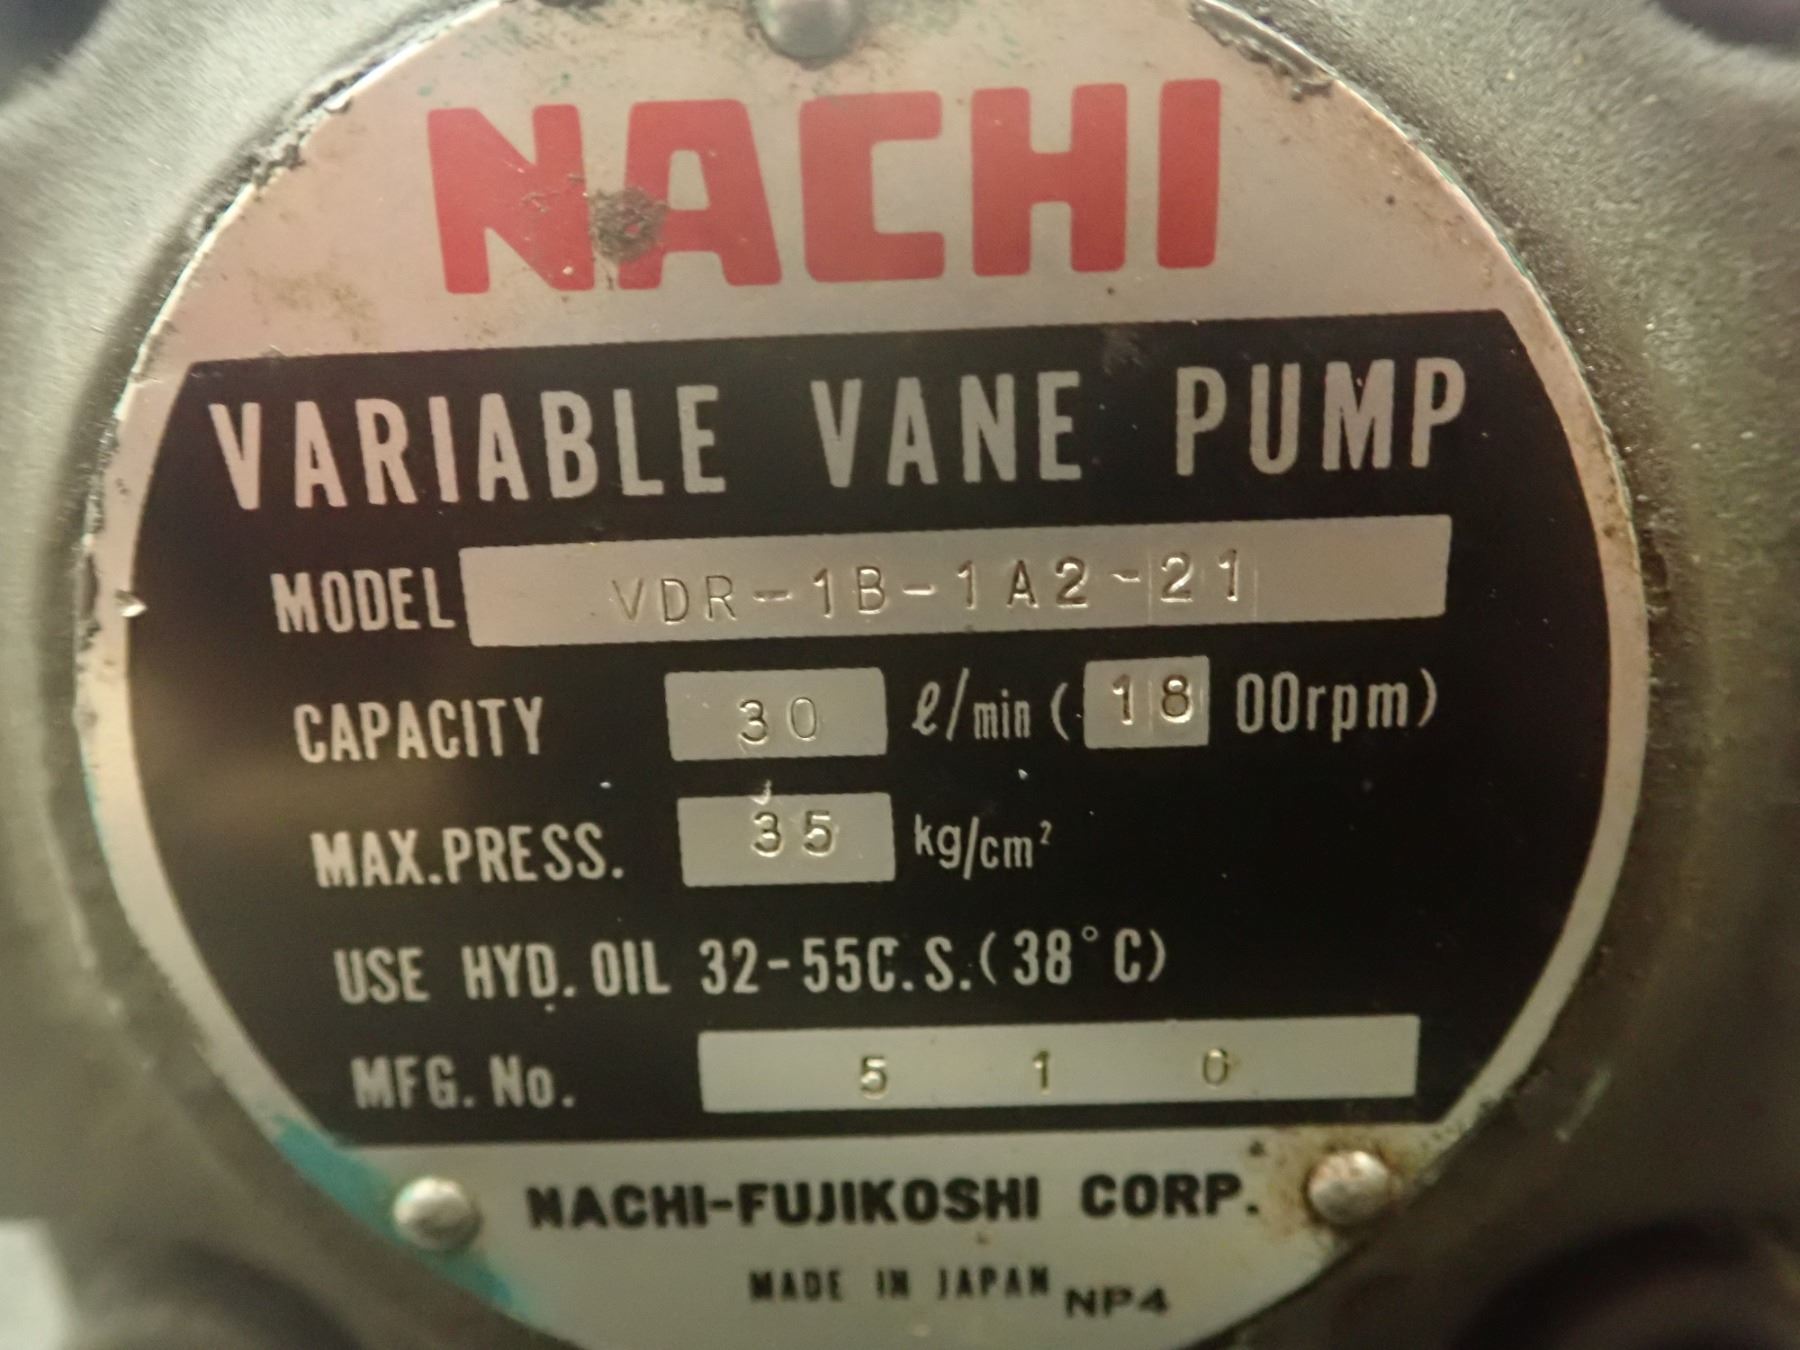 NACHI
VARIABLE VANE PUMP
MODEL VDR-1B-1A2-21
CAPACITY 30 ℓ/min (1800rpm)
MAX.PRESS. 35 kg/cm²
USE HYD. OIL 32-55C.S.(38°C)
MFG. No. 5 1 0
NACHI-FUJIKOSHI CORP.
MADE IN JAPAN NP4